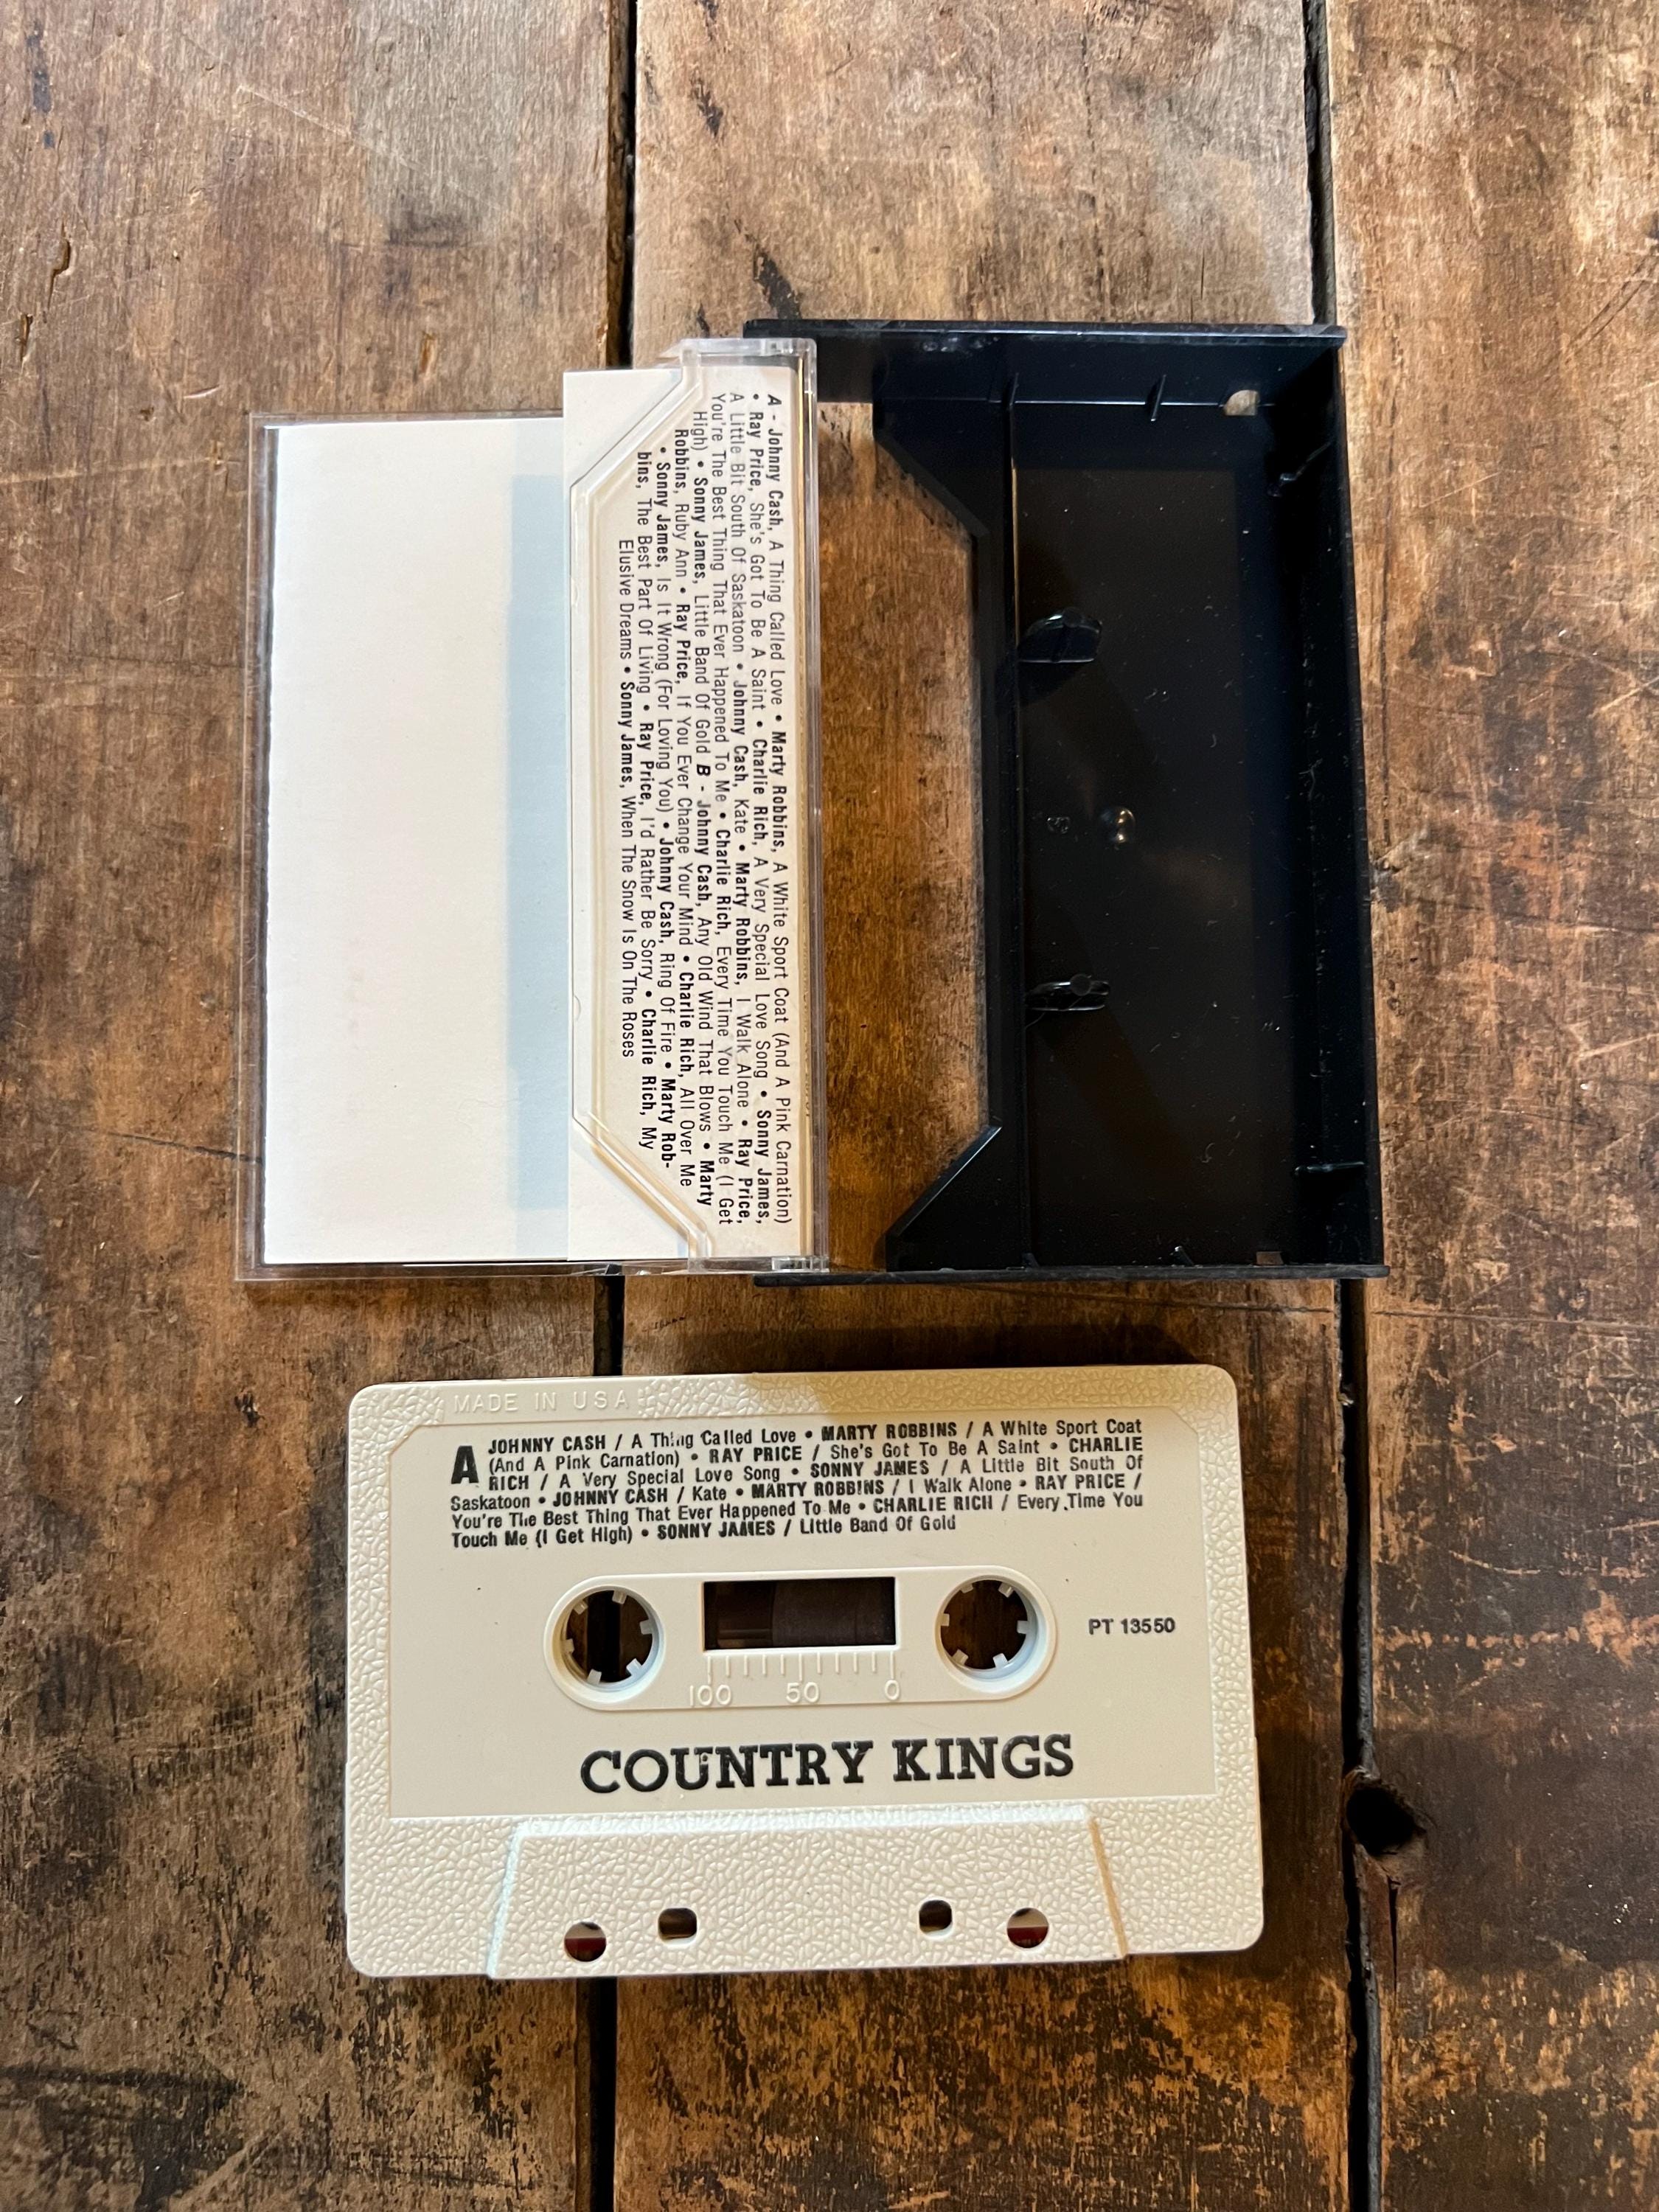 A - Johnny Cash, A Thing Called Love • Marty Robbins, A White Sport Coat (And A Pink Carnation)
• Ray Price, She's Got To Be A Saint • Charlie Rich, A Very Special Love Song • Sonny James,
A Little Bit South Of Saskatoon • Johnny Cash, Kate • Marty Robbins, I Walk Alone • Ray Price,
You're The Best Thing That Ever Happened To Me • Charlie Rich, Every Time You Touch Me (I Get
High) • Sonny James, Little Band Of Gold B - Johnny Cash, Any Old Wind That Blows • Marty
Robbins, Ruby Ann • Ray Price, If You Ever Change Your Mind • Charlie Rich, All Over Me
• Sonny James, Is It Wrong (For Loving You) • Johnny Cash, Ring Of Fire • Marty Rob-
bins, The Best Part Of Living • Ray Price, I'd Rather Be Sorry • Charlie Rich, My
Elusive Dreams • Sonny James, When The Snow Is On The Roses
MADE IN USA
A JOHNNY CASH / A Thing Called Love • MARTY ROBBINS / A White Sport Coat
(And A Pink Carnation) • RAY PRICE / She's Got To Be A Saint • CHARLIE
RICH / A Very Special Love Song • SONNY JAMES / A Little Bit South Of
Saskatoon • JOHNNY CASH / Kate • MARTY ROBBINS / I Walk Alone • RAY PRICE /
You're The Best Thing That Ever Happened To Me • CHARLIE RICH / Every Time You
Touch Me (I Get High) • SONNY JAMES / Little Band Of Gold
PT 13550
100 50 0
COUNTRY KINGS